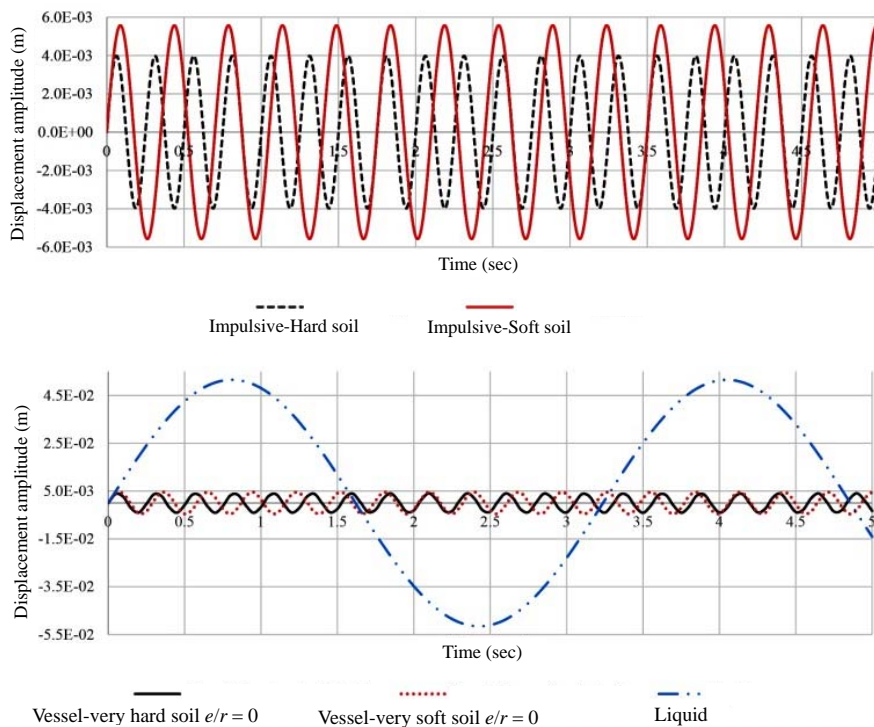 6.0E-03
4.0E-03
2.0E-03
0.0E+00
-2.0E-03
-4.0E-03
-6.0E-03
Displacement amplitude (m)
0 0.5 1 1.5 2 2.5 3 3.5 4 4.5
Time (sec)
Impulsive-Hard soil Impulsive-Soft soil
4.5E-02
2.5E-02
5.0E-03
-1.5E-02
-3.5E-02
-5.5E-02
Displacement amplitude (m)
0 0.5 1 1.5 2 2.5 3 3.5 4 4.5 5
Time (sec)
Vessel-very hard soil e/r = 0 Vessel-very soft soil e/r = 0 Liquid